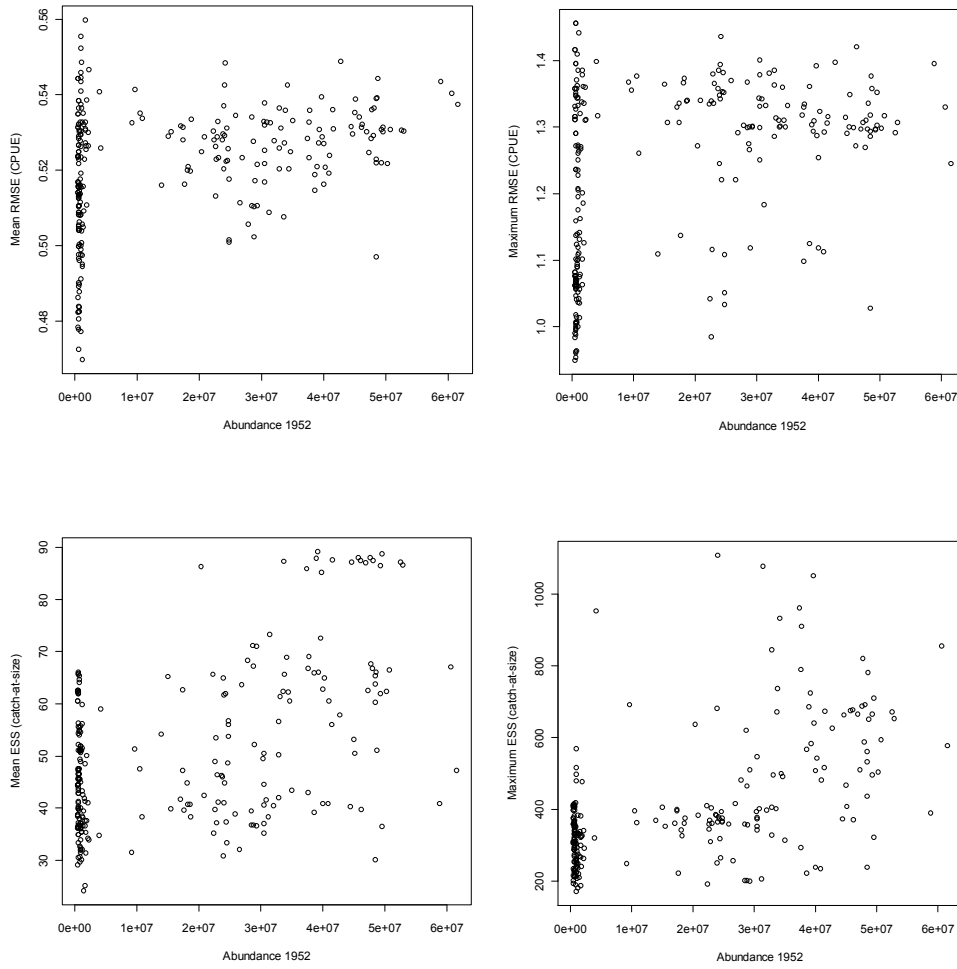 0.56
0.54
0.52
0.50
0.48
Mean RMSE (CPUE)
0e+00 1e+07 2e+07 3e+07 4e+07 5e+07 6e+07
Abundance 1952
1.4
1.3
1.2
1.1
1.0
Maximum RMSE (CPUE)
0e+00 1e+07 2e+07 3e+07 4e+07 5e+07 6e+07
Abundance 1952
90
80
70
60
50
40
30
Mean ESS (catch-at-size)
0e+00 1e+07 2e+07 3e+07 4e+07 5e+07 6e+07
Abundance 1952
1000
800
600
400
200
Maximum ESS (catch-at-size)
0e+00 1e+07 2e+07 3e+07 4e+07 5e+07 6e+07
Abundance 1952